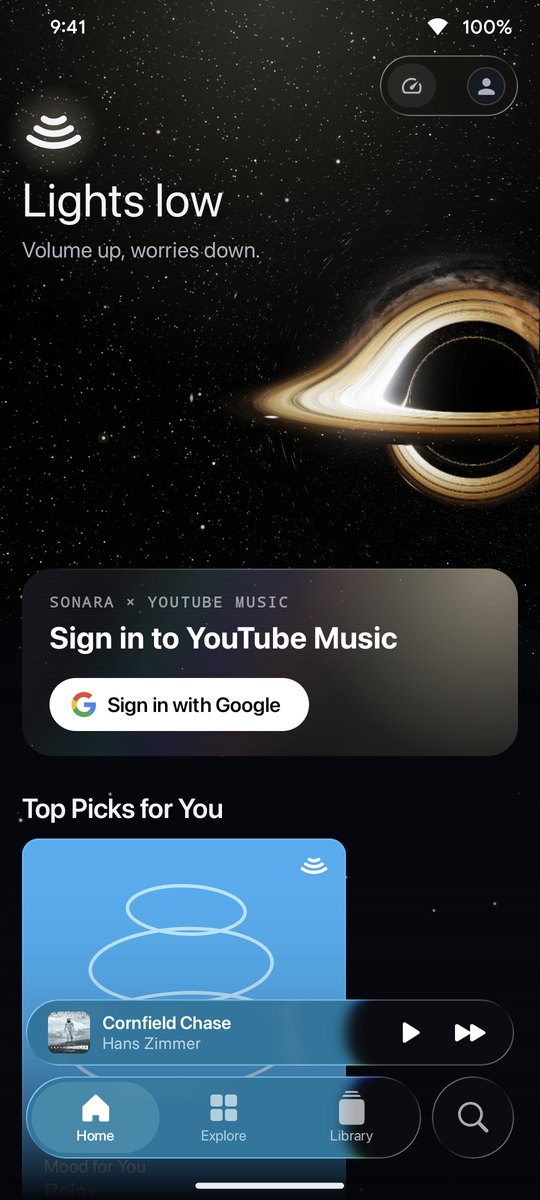 9:41
100%
Lights low
Volume up, worries down.
SONARA × YOUTUBE MUSIC
Sign in to YouTube Music
Sign in with Google
Top Picks for You
Cornfield Chase
Hans Zimmer
Home
Explore
Library
Mood for You
Relax